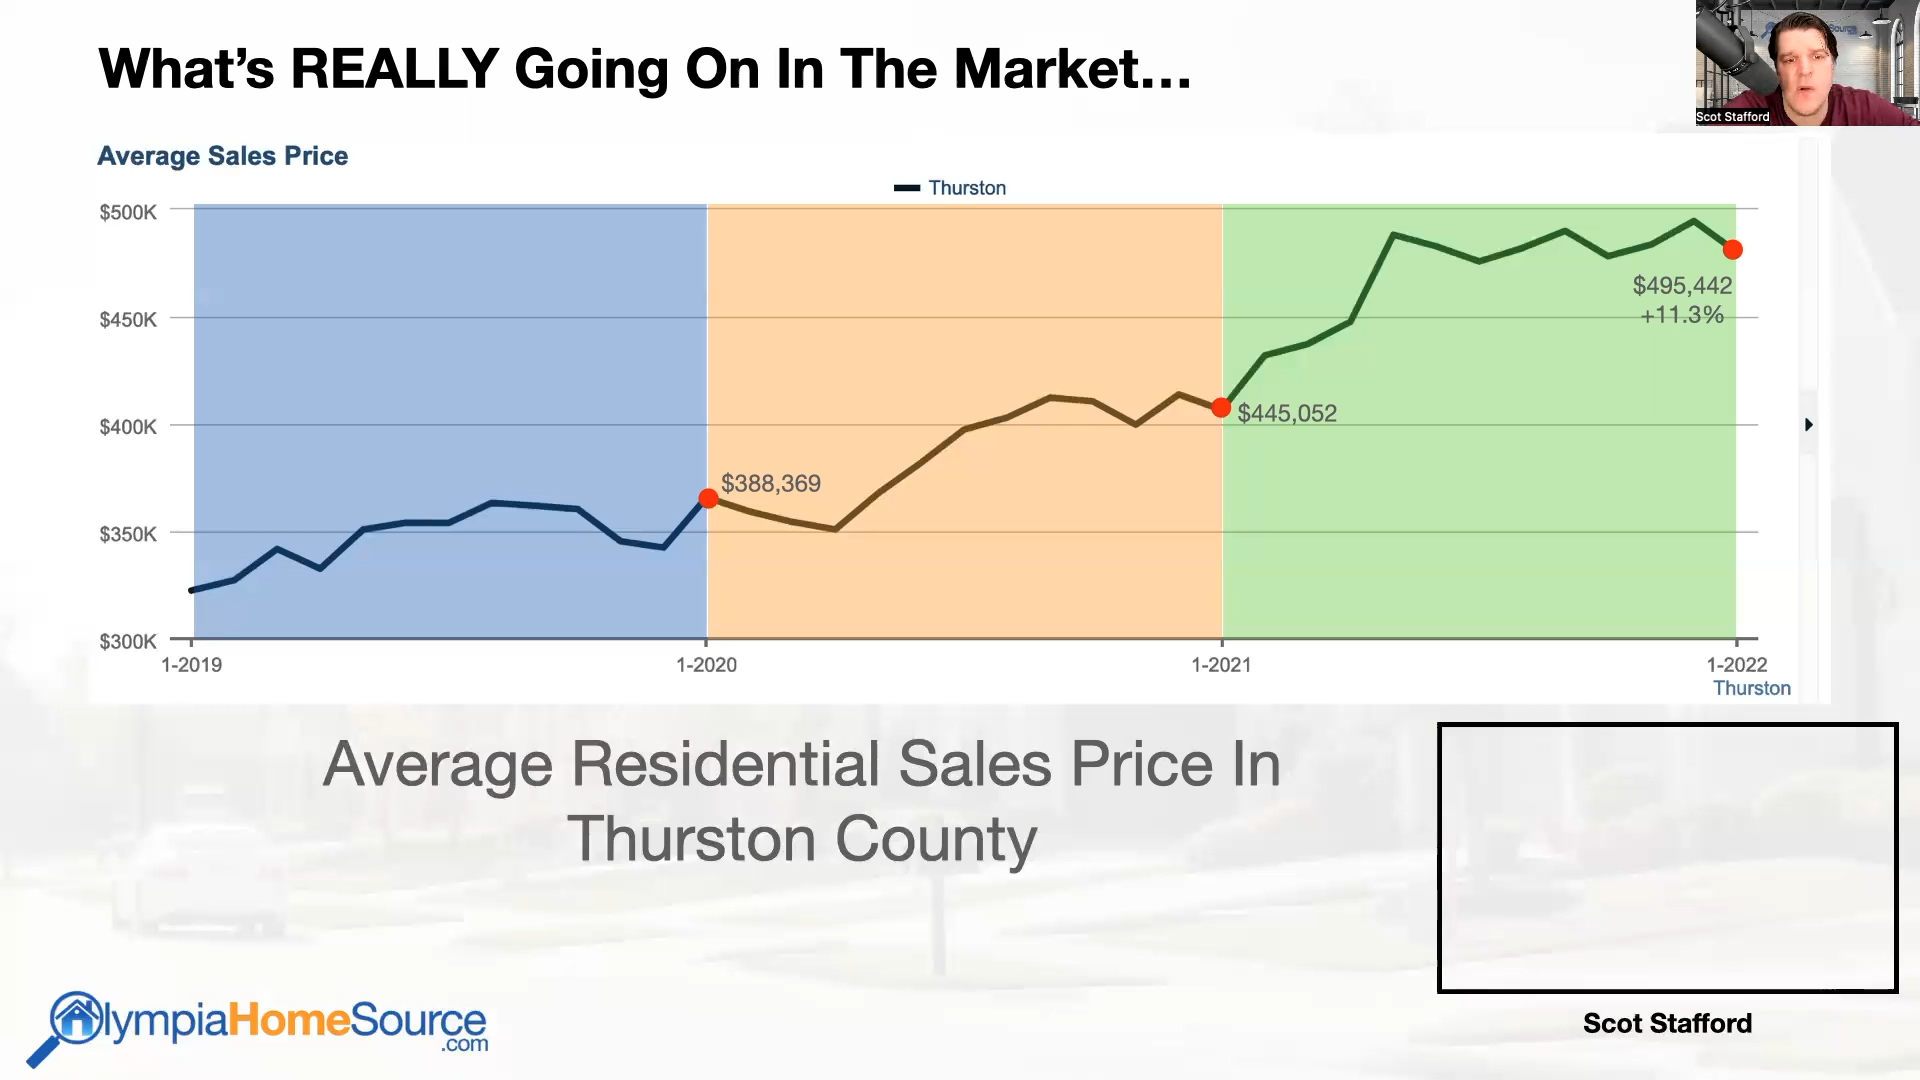 What's REALLY Going On In The Market...
Scot Stafford
Average Sales Price
Thurston
$500K
$450K
$400K
$350K
$300K
$388,369
$445,052
$495,442
+11.3%
1-2019
1-2020
1-2021
1-2022
Thurston
Average Residential Sales Price In
Thurston County
OlympiaHomeSource
.com
Scot Stafford